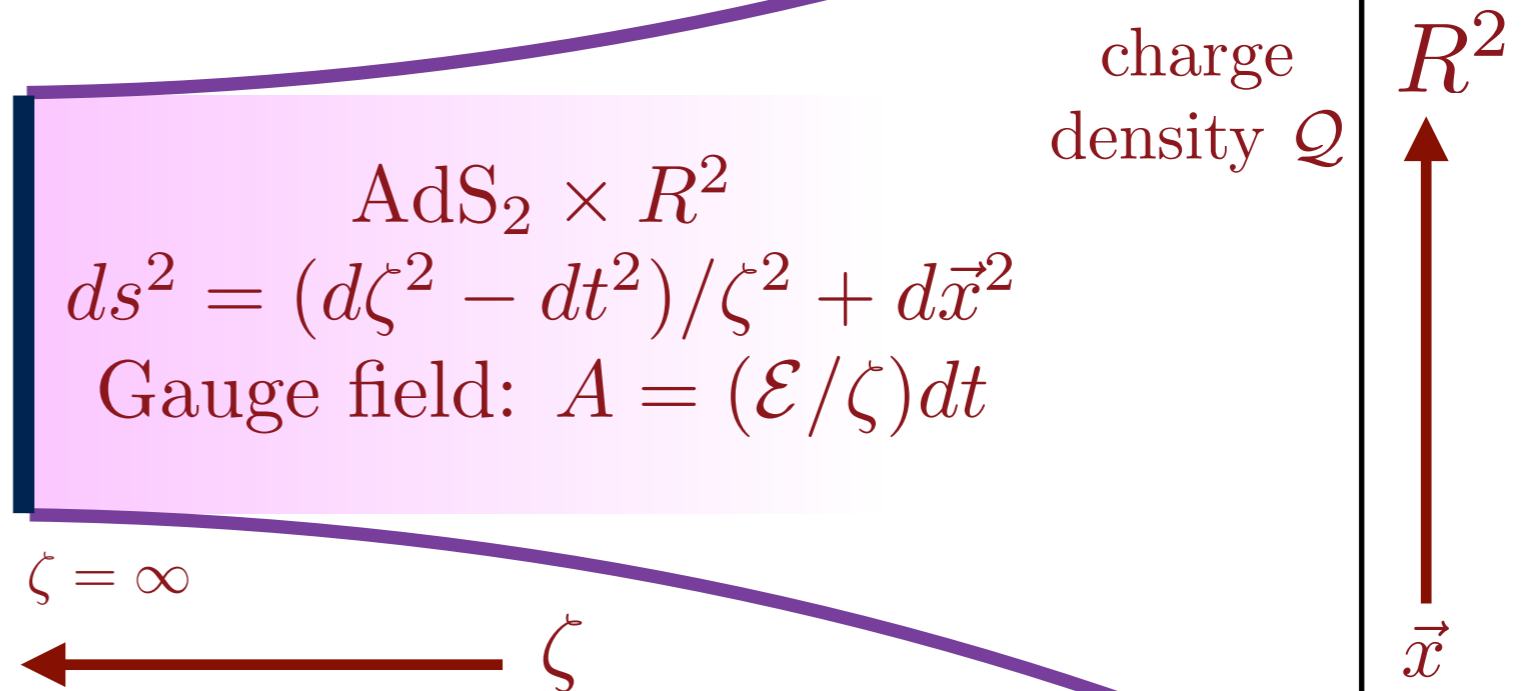 charge
density 𝒬
R²
AdS₂ × R²
ds² = (dζ² − dt²)/ζ² + dx⃗²
Gauge field: A = (ℰ/ζ)dt
ζ = ∞
ζ
x⃗